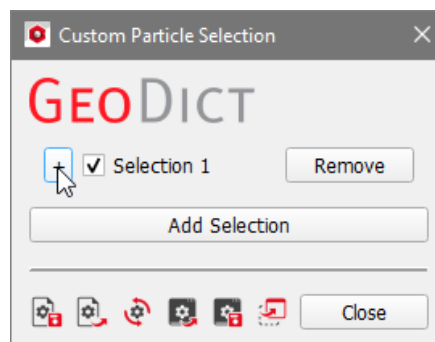 Custom Particle Selection
GEODICT
+ Selection 1 Remove
Add Selection
Close